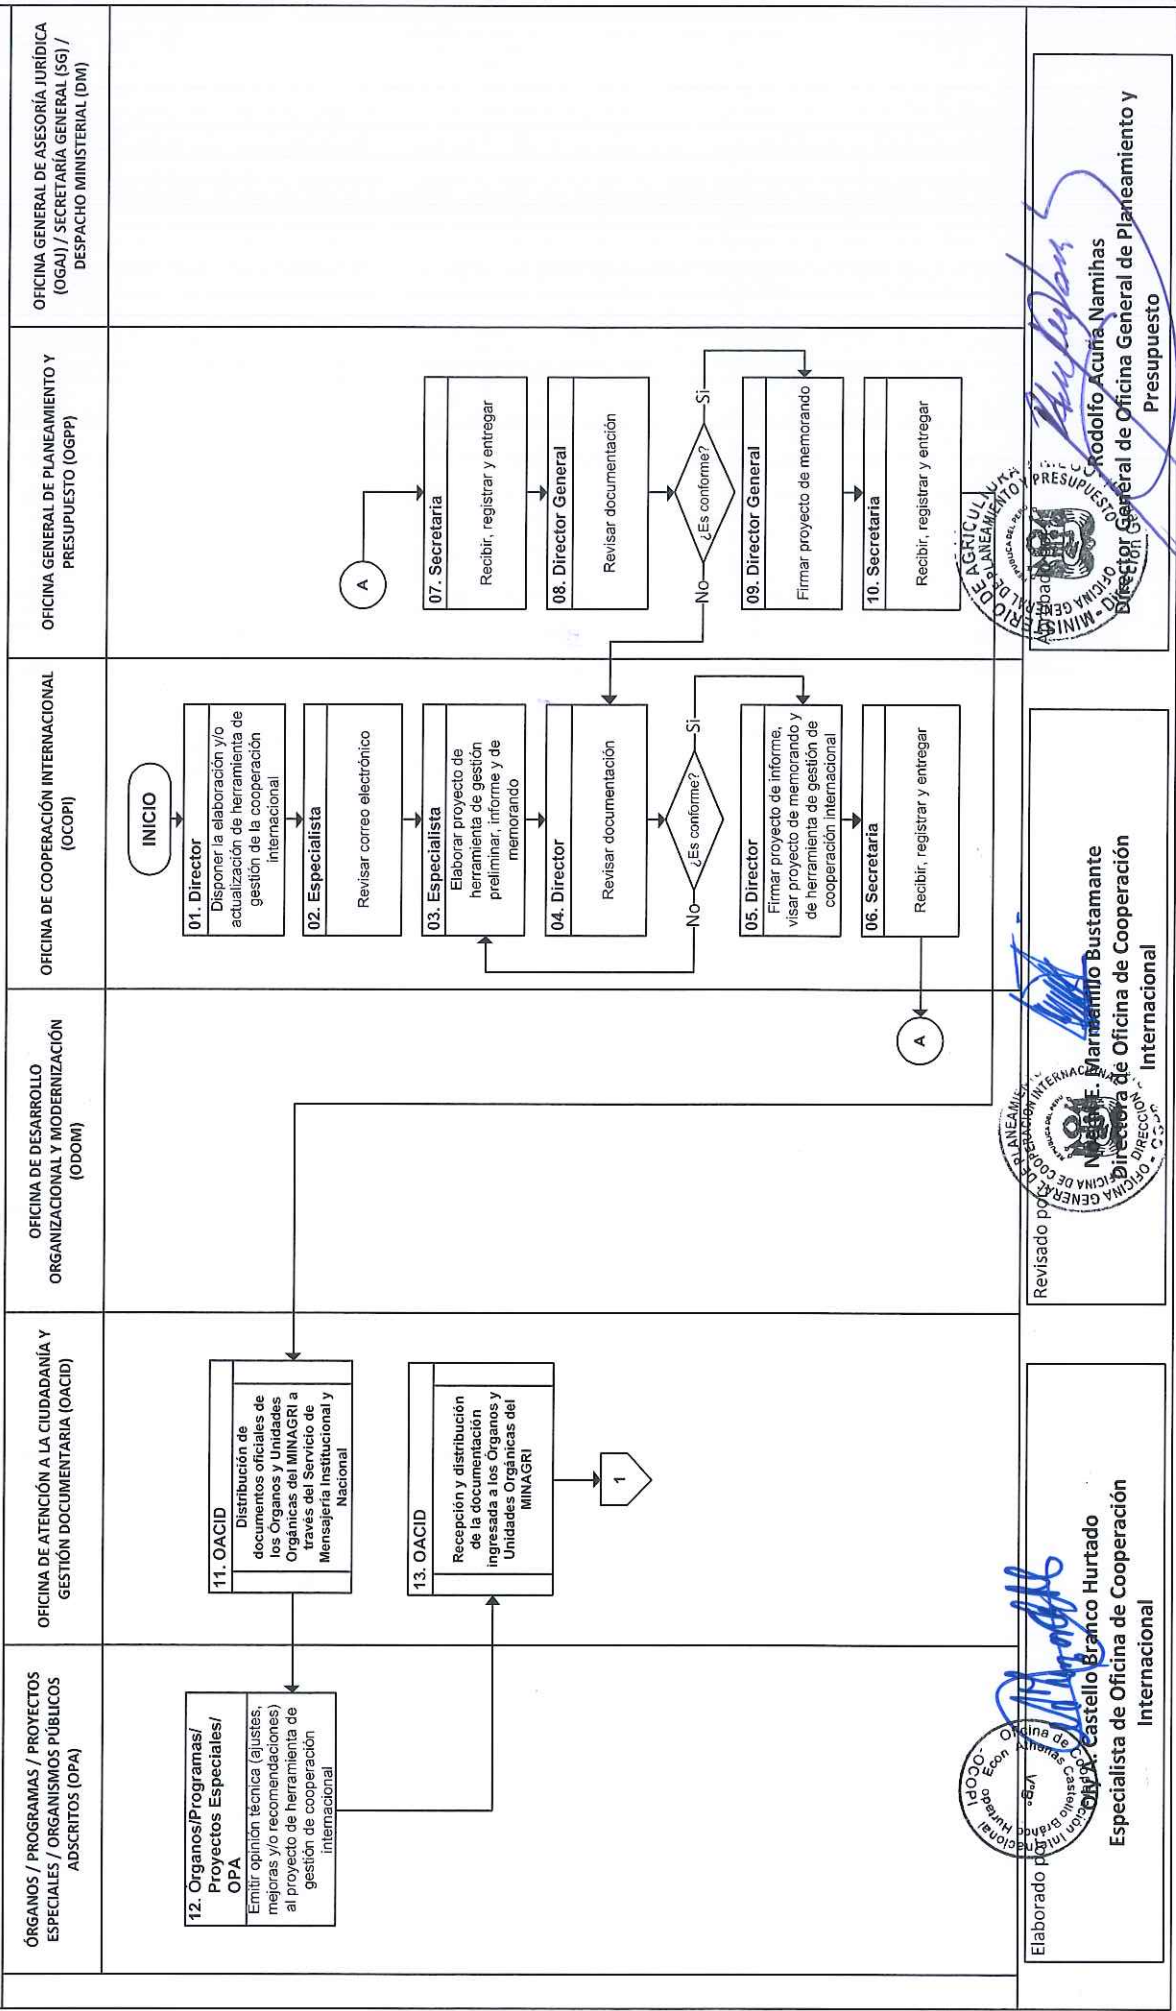 ÓRGANOS / PROGRAMAS / PROYECTOS
ESPECIALES / ORGANISMOS PÚBLICOS
ADSCRITOS (OPA)
OFICINA DE ATENCIÓN A LA CIUDADANÍA Y
GESTIÓN DOCUMENTARIA (OACID)
OFICINA DE DESARROLLO
ORGANIZACIONAL Y MODERNIZACIÓN
(ODOM)
OFICINA DE COOPERACIÓN INTERNACIONAL
(OCOPI)
OFICINA GENERAL DE PLANEAMIENTO Y
PRESUPUESTO (OGPP)
OFICINA GENERAL DE ASESORÍA JURÍDICA
(OGAJ) / SECRETARÍA GENERAL (SG) /
DESPACHO MINISTERIAL (DM)
INICIO
01. Director
Disponer la elaboración y/o
actualización de herramienta de
gestión de la cooperación
internacional
02. Especialista
Revisar correo electrónico
03. Especialista
Elaborar proyecto de
herramienta de gestión
preliminar, informe y de
memorando
04. Director
Revisar documentación
¿Es conforme?
No
Si
05. Director
Firmar proyecto de informe,
visar proyecto de memorando y
de herramienta de gestión de
cooperación internacional
06. Secretaria
Recibir, registrar y entregar
A
A
07. Secretaria
Recibir, registrar y entregar
08. Director General
Revisar documentación
¿Es conforme?
No
Si
09. Director General
Firmar proyecto de memorando
10. Secretaria
Recibir, registrar y entregar
11. OACID
Distribución de
documentos oficiales de
los Órganos y Unidades
Orgánicas del MINAGRI a
través del Servicio de
Mensajería Institucional y
Nacional
12. Órganos/Programas/
Proyectos Especiales/
OPA
Emitir opinión técnica (ajustes,
mejoras y/o recomendaciones)
al proyecto de herramienta de
gestión de cooperación
internacional
13. OACID
Recepción y distribución
de la documentación
ingresada a los Órganos y
Unidades Orgánicas del
MINAGRI
1
Elaborado por
A. Castello Branco Hurtado
Especialista de Oficina de Cooperación
Internacional
Revisado por
E. Marmanillo Bustamante
Directora de Oficina de Cooperación
Internacional
Rodolfo Acuña Namihas
Director General de Oficina General de Planeamiento y
Presupuesto